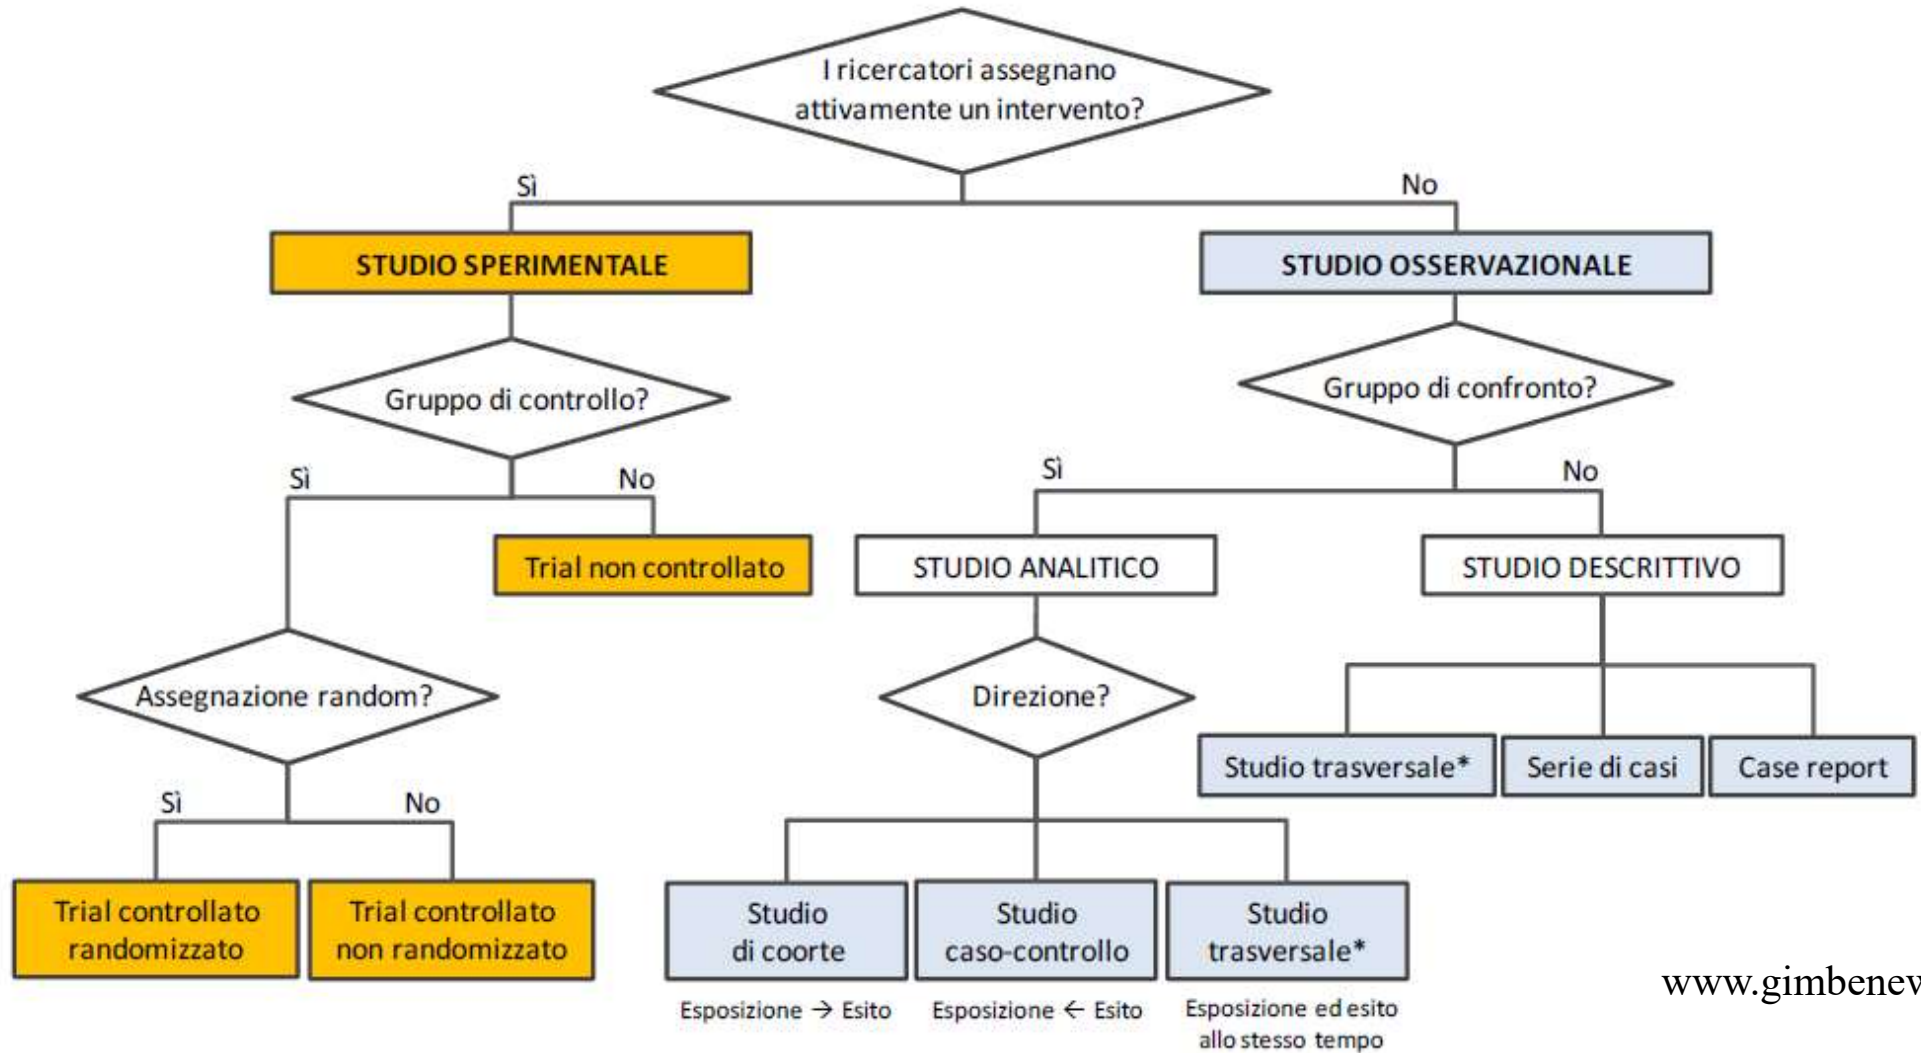 I ricercatori assegnano
attivamente un intervento?
Sì
No
STUDIO SPERIMENTALE
STUDIO OSSERVAZIONALE
Gruppo di controllo?
Gruppo di confronto?
Sì
No
Sì
No
Trial non controllato
STUDIO ANALITICO
STUDIO DESCRITTIVO
Assegnazione random?
Direzione?
Studio trasversale*
Serie di casi
Case report
Sì
No
Trial controllato
randomizzato
Trial controllato
non randomizzato
Studio
di coorte
Studio
caso-controllo
Studio
trasversale*
Esposizione → Esito
Esposizione ← Esito
Esposizione ed esito
allo stesso tempo
www.gimbenew